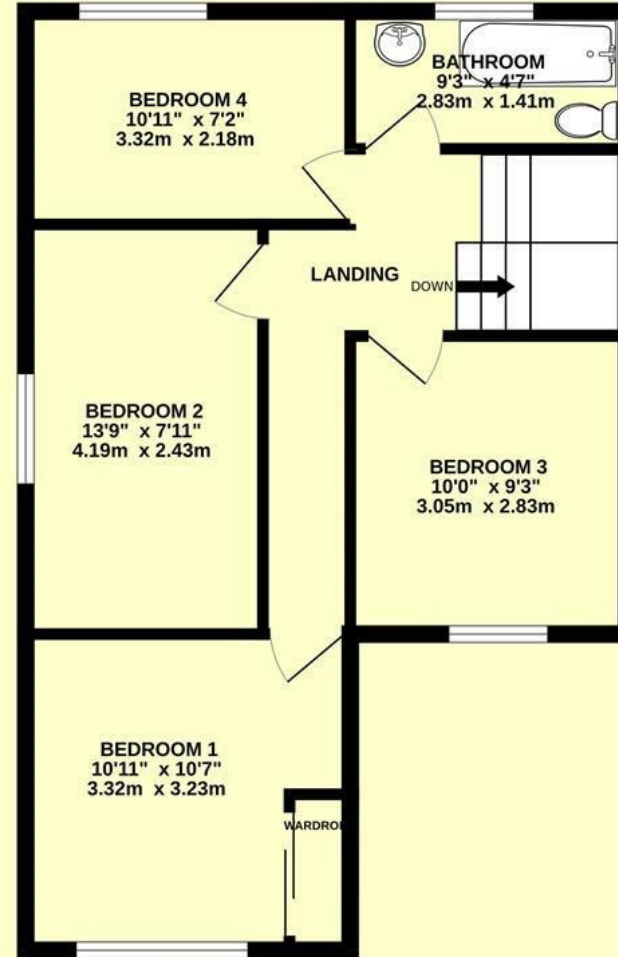 BATHROOM
9'3" x 4'7"
2.83m x 1.41m
BEDROOM 4
10'11" x 7'2"
3.32m x 2.18m
LANDING
DOWN
BEDROOM 2
13'9" x 7'11"
4.19m x 2.43m
BEDROOM 3
10'0" x 9'3"
3.05m x 2.83m
BEDROOM 1
10'11" x 10'7"
3.32m x 3.23m
WARDRO